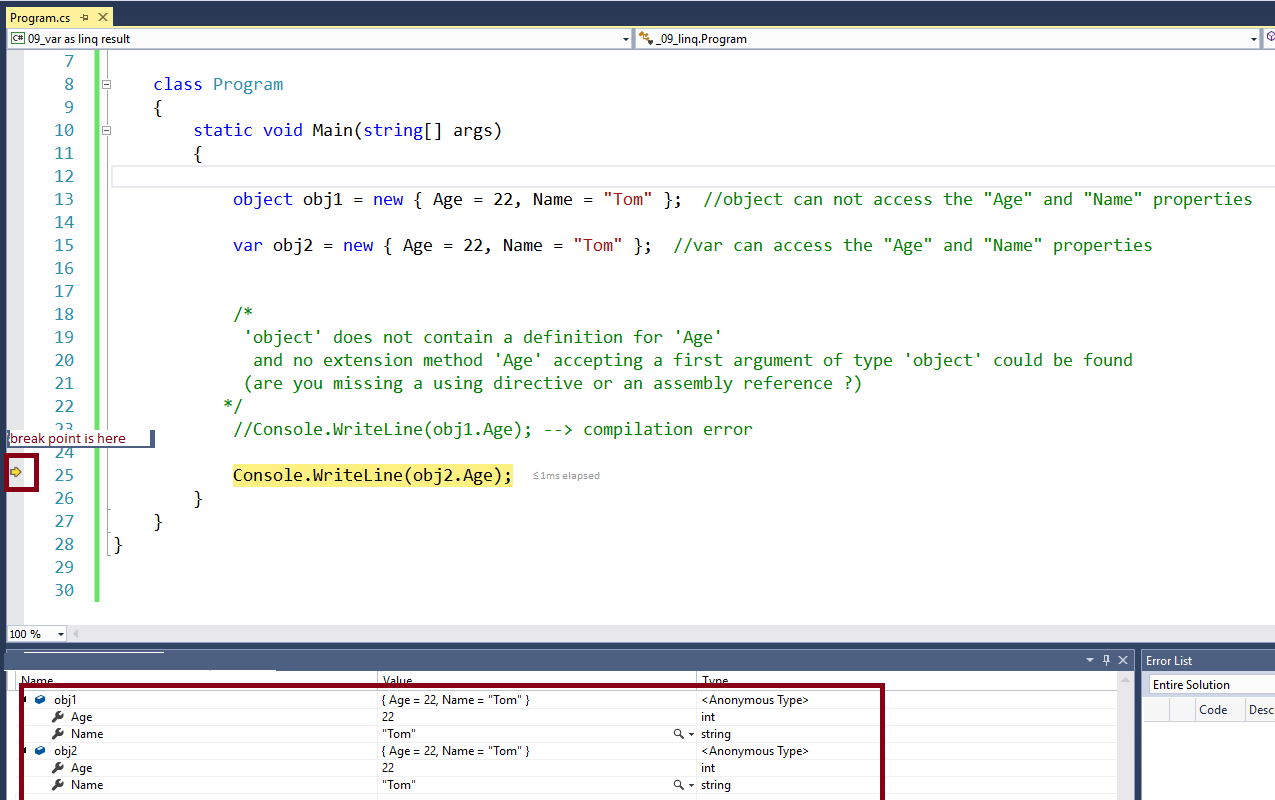 Program.cs
C# 09_var as linq result
_09_linq.Program
7
8 class Program
9 {
10 static void Main(string[] args)
11 {
12
13 object obj1 = new { Age = 22, Name = "Tom" };  //object can not access the "Age" and "Name" properties
14
15 var obj2 = new { Age = 22, Name = "Tom" };  //var can access the "Age" and "Name" properties
16
17
18 /*
19 'object' does not contain a definition for 'Age'
20 and no extension method 'Age' accepting a first argument of type 'object' could be found
21 (are you missing a using directive or an assembly reference ?)
22 */
23 //Console.WriteLine(obj1.Age); --> compilation error
break point is here
24
25 Console.WriteLine(obj2.Age); ≤1ms elapsed
26 }
27 }
28 }
29
30
100 %
Error List
Name Value Type
Entire Solution
obj1 { Age = 22, Name = "Tom" } <Anonymous Type>
Code Desc
Age 22 int
Name "Tom" string
obj2 { Age = 22, Name = "Tom" } <Anonymous Type>
Age 22 int
Name "Tom" string